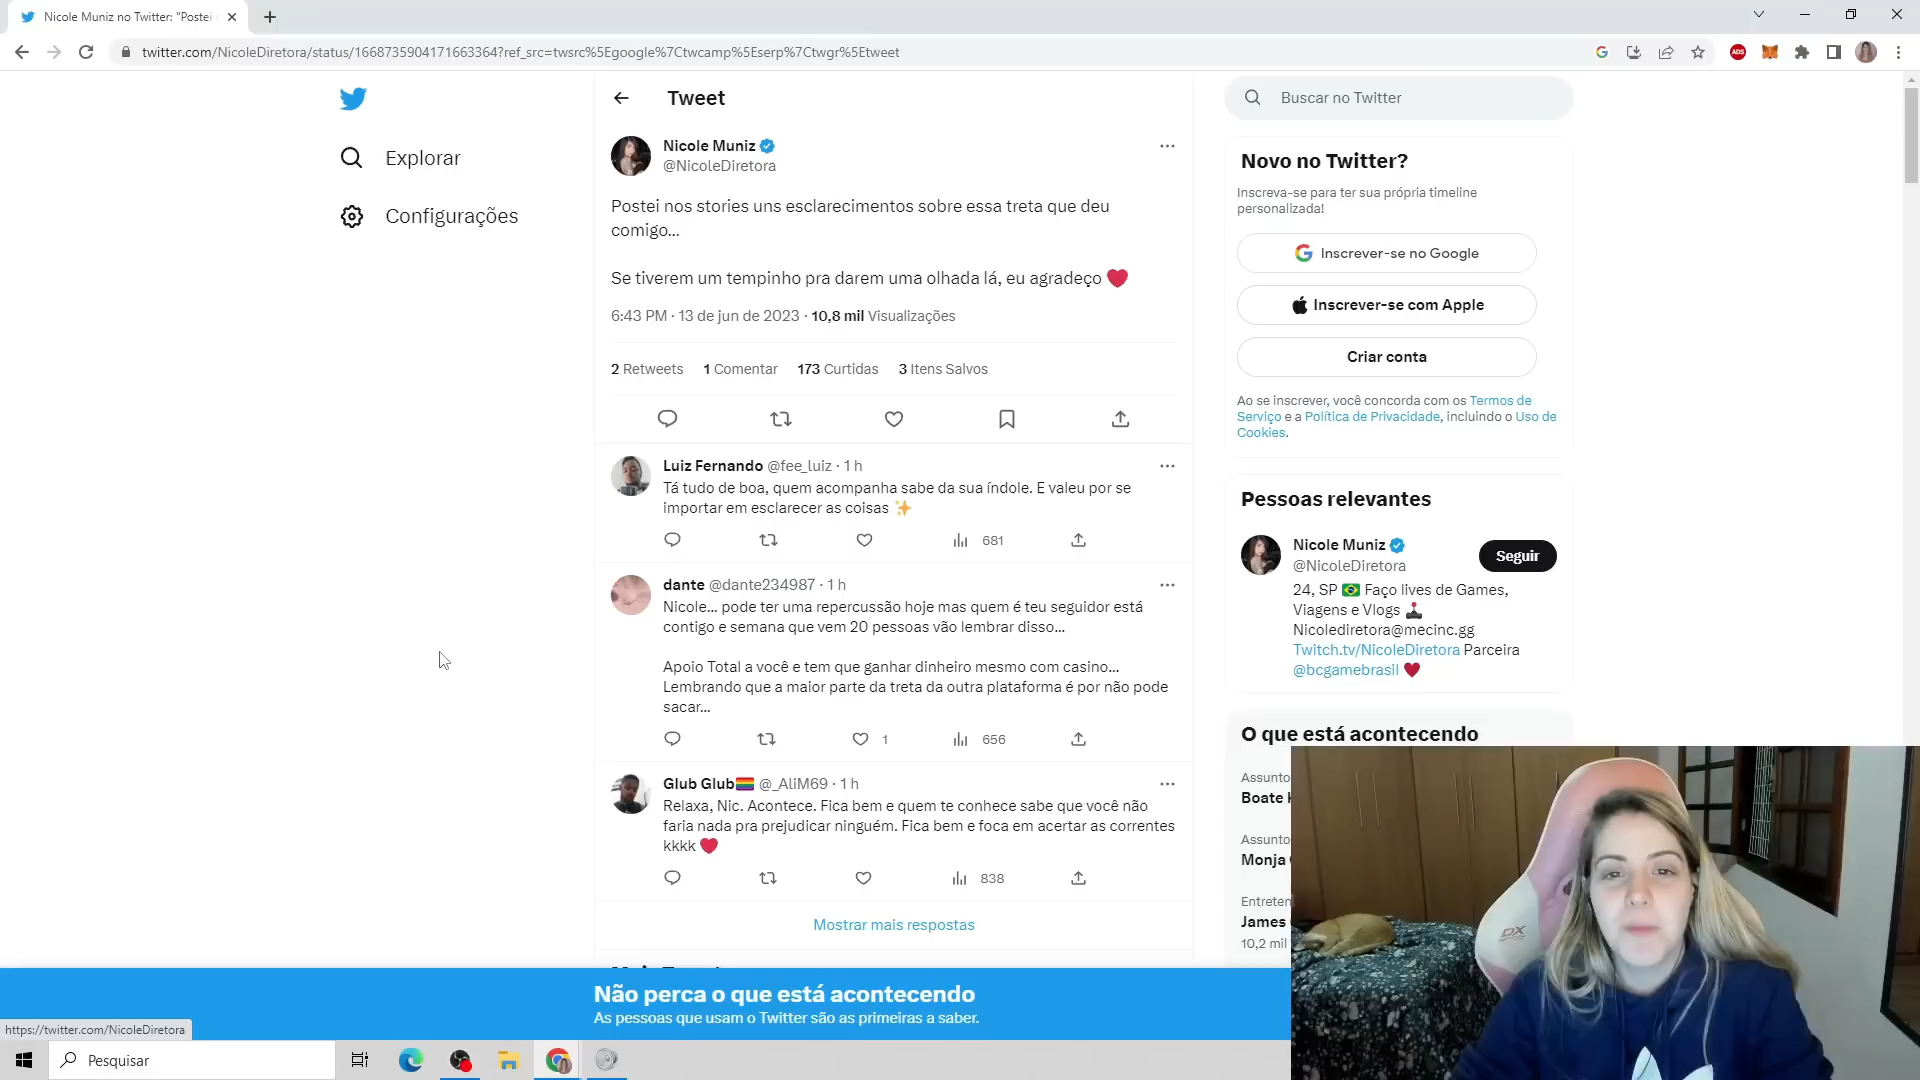 Nicole Muniz no Twitter: "Postei
twitter.com/NicoleDiretora/status/1668735904171663364?ref_src=twsrc%5Egoogle%7Ctwcamp%5Eserp%7Ctwgr%5Etweet
ADS
Explorar
Configurações
Tweet
Nicole Muniz
@NicoleDiretora
Postei nos stories uns esclarecimentos sobre essa treta que deu
comigo...
Se tiverem um tempinho pra darem uma olhada lá, eu agradeço ❤️
6:43 PM · 13 de jun de 2023 · 10,8 mil Visualizações
2 Retweets 1 Comentar 173 Curtidas 3 Itens Salvos
Luiz Fernando @fee_luiz · 1 h
Tá tudo de boa, quem acompanha sabe da sua índole. E valeu por se
importar em esclarecer as coisas ✨
681
dante @dante234987 · 1 h
Nicole... pode ter uma repercussão hoje mas quem é teu seguidor está
contigo e semana que vem 20 pessoas vão lembrar disso...
Apoio Total a você e tem que ganhar dinheiro mesmo com casino...
Lembrando que a maior parte da treta da outra plataforma é por não pode
sacar...
1 656
Glub Glub🏳️‍🌈 @_AliM69 · 1 h
Relaxa, Nic. Acontece. Fica bem e quem te conhece sabe que você não
faria nada pra prejudicar ninguém. Fica bem e foca em acertar as correntes
kkkk ❤️
838
Mostrar mais respostas
Buscar no Twitter
Novo no Twitter?
Inscreva-se para ter sua própria timeline
personalizada!
Inscrever-se no Google
Inscrever-se com Apple
Criar conta
Ao se inscrever, você concorda com os Termos de
Serviço e a Política de Privacidade, incluindo o Uso de
Cookies.
Pessoas relevantes
Nicole Muniz
@NicoleDiretora
Seguir
24, SP 🇧🇷 Faço lives de Games,
Viagens e Vlogs 🕹️
Nicolediretora@mecinc.gg
Twitch.tv/NicoleDiretora Parceira
@bcgamebrasil ❤️
O que está acontecendo
Assunto
Boate
Assunto
Monja
Entreten
James
10,2 mil
DX
Não perca o que está acontecendo
As pessoas que usam o Twitter são as primeiras a saber.
https://twitter.com/NicoleDiretora
Pesquisar